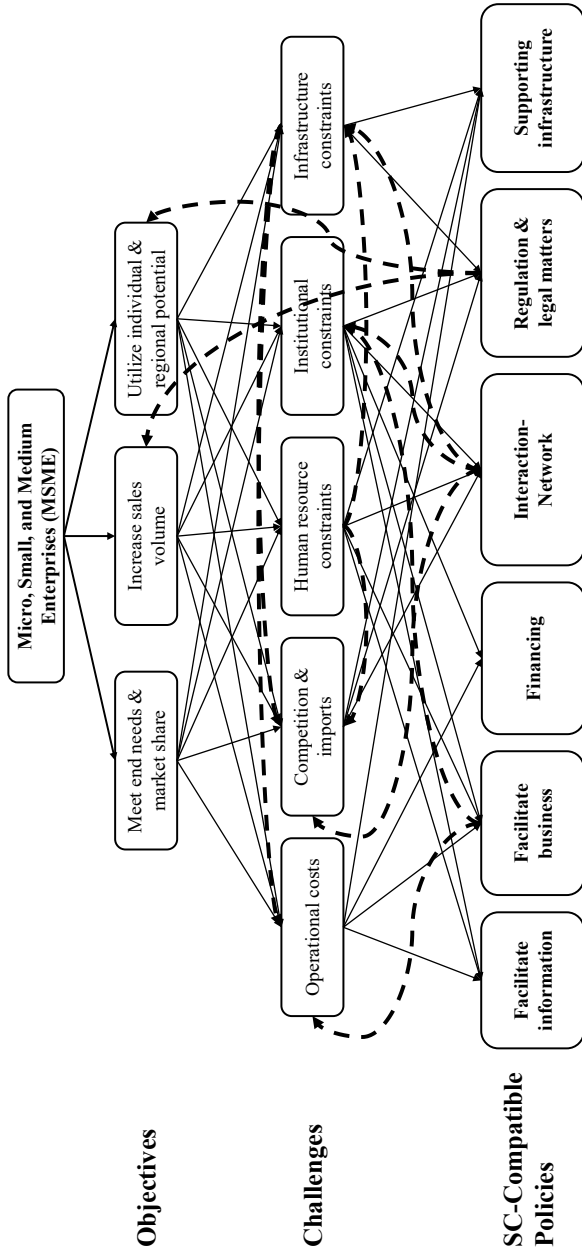 Micro, Small, and Medium
Enterprises (MSME)
Objectives
Meet end needs &
market share
Increase sales
volume
Utilize individual &
regional potential
Challenges
Operational costs
Competition &
imports
Human resource
constraints
Institutional
constraints
Infrastructure
constraints
SC-Compatible
Policies
Facilitate
information
Facilitate
business
Financing
Interaction-
Network
Regulation &
legal matters
Supporting
infrastructure